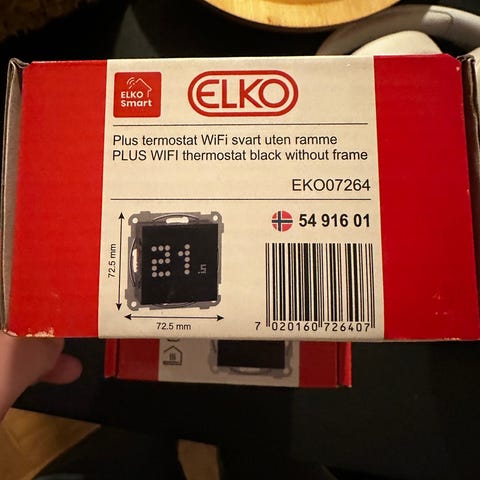 ELKO
Smart
ELKO
Plus termostat WiFi svart uten ramme
PLUS WIFI thermostat black without frame
EKO07264
54 916 01
72.5 mm
21
72.5 mm
7 020160 726407